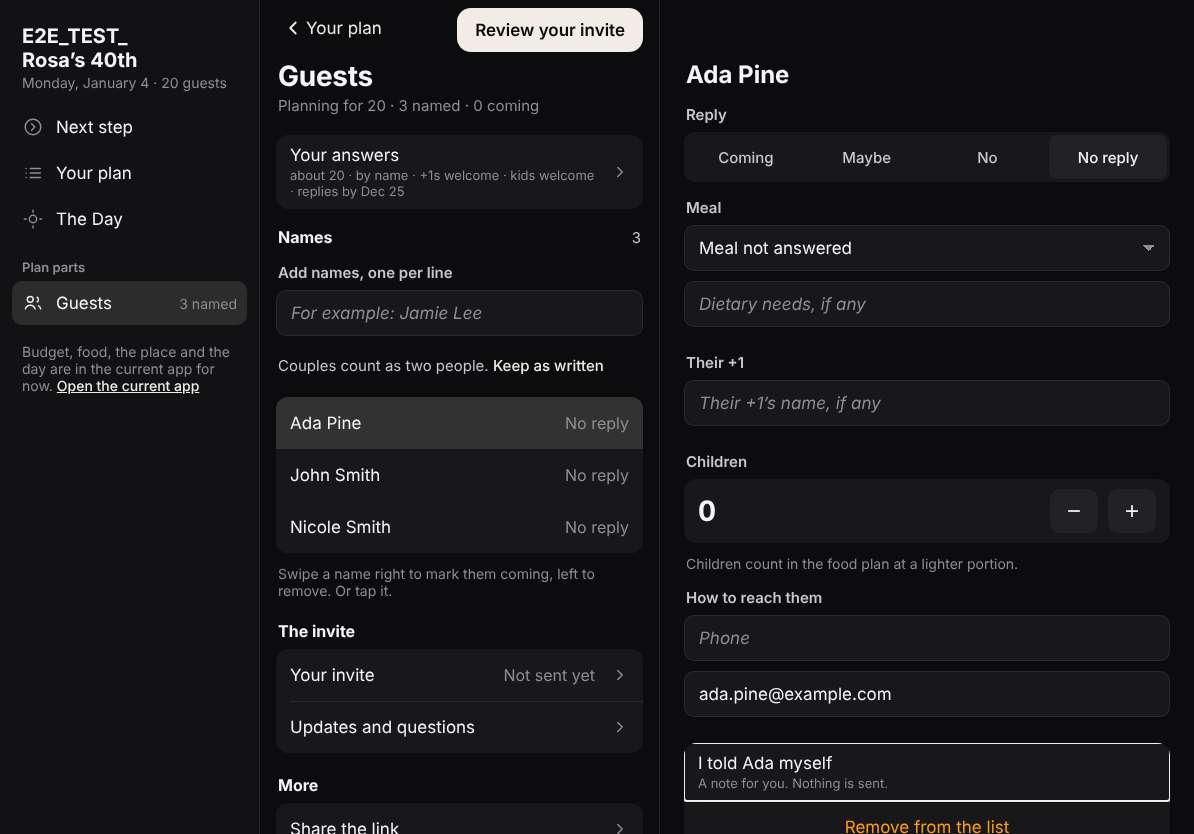 E2E_TEST_
Rosa’s 40th
Monday, January 4 · 20 guests
Next step
Your plan
The Day
Plan parts
Guests 3 named
Budget, food, the place and the
day are in the current app for
now. Open the current app
Your plan
Review your invite
Guests
Planning for 20 · 3 named · 0 coming
Your answers
about 20 · by name · +1s welcome · kids welcome
· replies by Dec 25
Names 3
Add names, one per line
For example: Jamie Lee
Couples count as two people. Keep as written
Ada Pine No reply
John Smith No reply
Nicole Smith No reply
Swipe a name right to mark them coming, left to
remove. Or tap it.
The invite
Your invite Not sent yet
Updates and questions
More
Share the link
Ada Pine
Reply
Coming Maybe No No reply
Meal
Meal not answered
Dietary needs, if any
Their +1
Their +1’s name, if any
Children
0
Children count in the food plan at a lighter portion.
How to reach them
Phone
ada.pine@example.com
I told Ada myself
A note for you. Nothing is sent.
Remove from the list